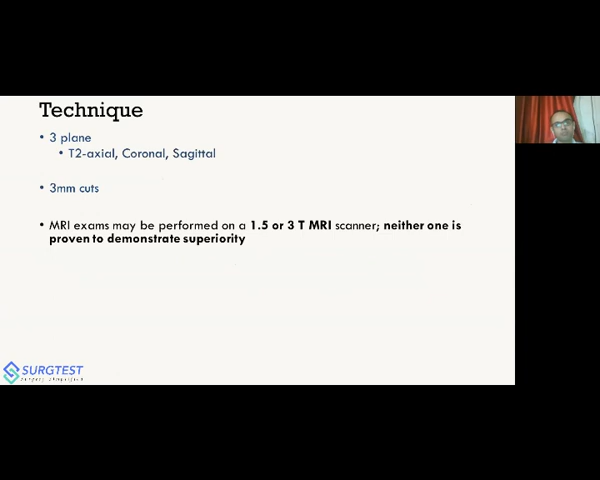 Technique
• 3 plane
• T2-axial, Coronal, Sagittal
• 3mm cuts
• MRI exams may be performed on a 1.5 or 3 T MRI scanner; neither one is
proven to demonstrate superiority
SURGTEST